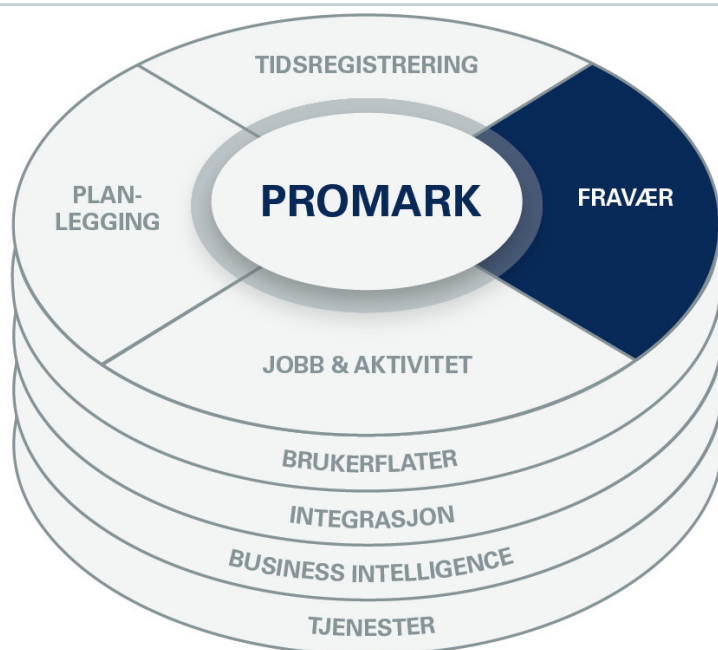 TIDSREGISTRERING
PLAN-
LEGGING
PROMARK
FRAVÆR
JOBB & AKTIVITET
BRUKERFLATER
INTEGRASJON
BUSINESS INTELLIGENCE
TJENESTER